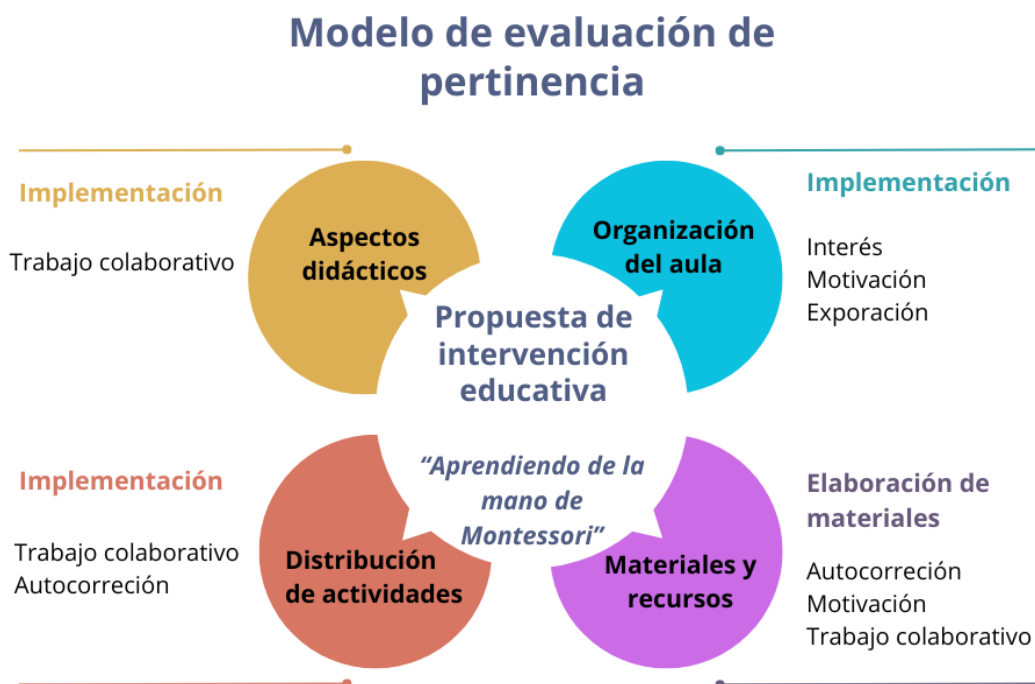 Modelo de evaluación de
pertinencia
Implementación
Trabajo colaborativo
Aspectos
didácticos
Organización
del aula
Implementación
Interés
Motivación
Exporación
Propuesta de
intervención
educativa
“Aprendiendo de la
mano de
Montessori”
Implementación
Trabajo colaborativo
Autocorreción
Distribución
de actividades
Materiales y
recursos
Elaboración de
materiales
Autocorreción
Motivación
Trabajo colaborativo